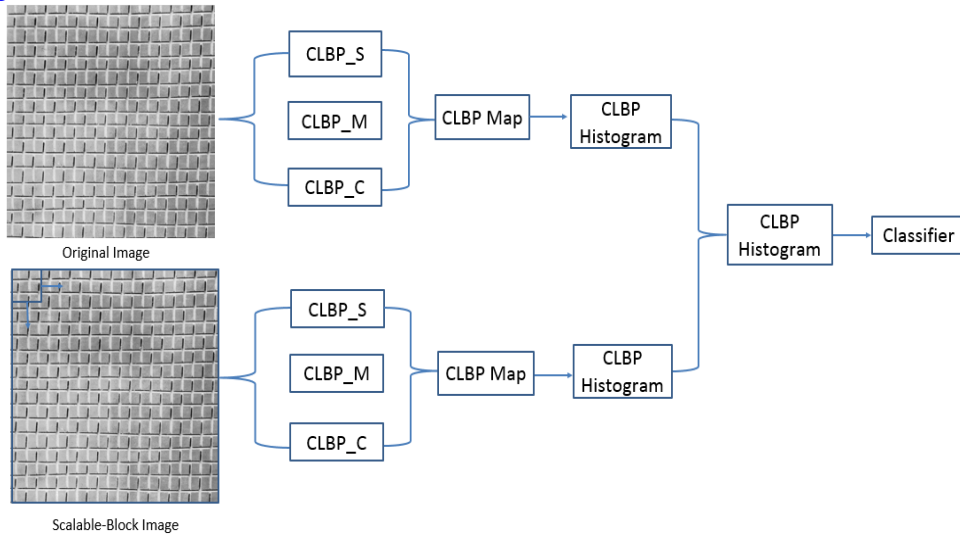 CLBP_S
CLBP_M
CLBP_C
CLBP Map
CLBP
Histogram
Original Image
CLBP
Histogram
Classifier
CLBP_S
CLBP_M
CLBP_C
CLBP Map
CLBP
Histogram
Scalable-Block Image